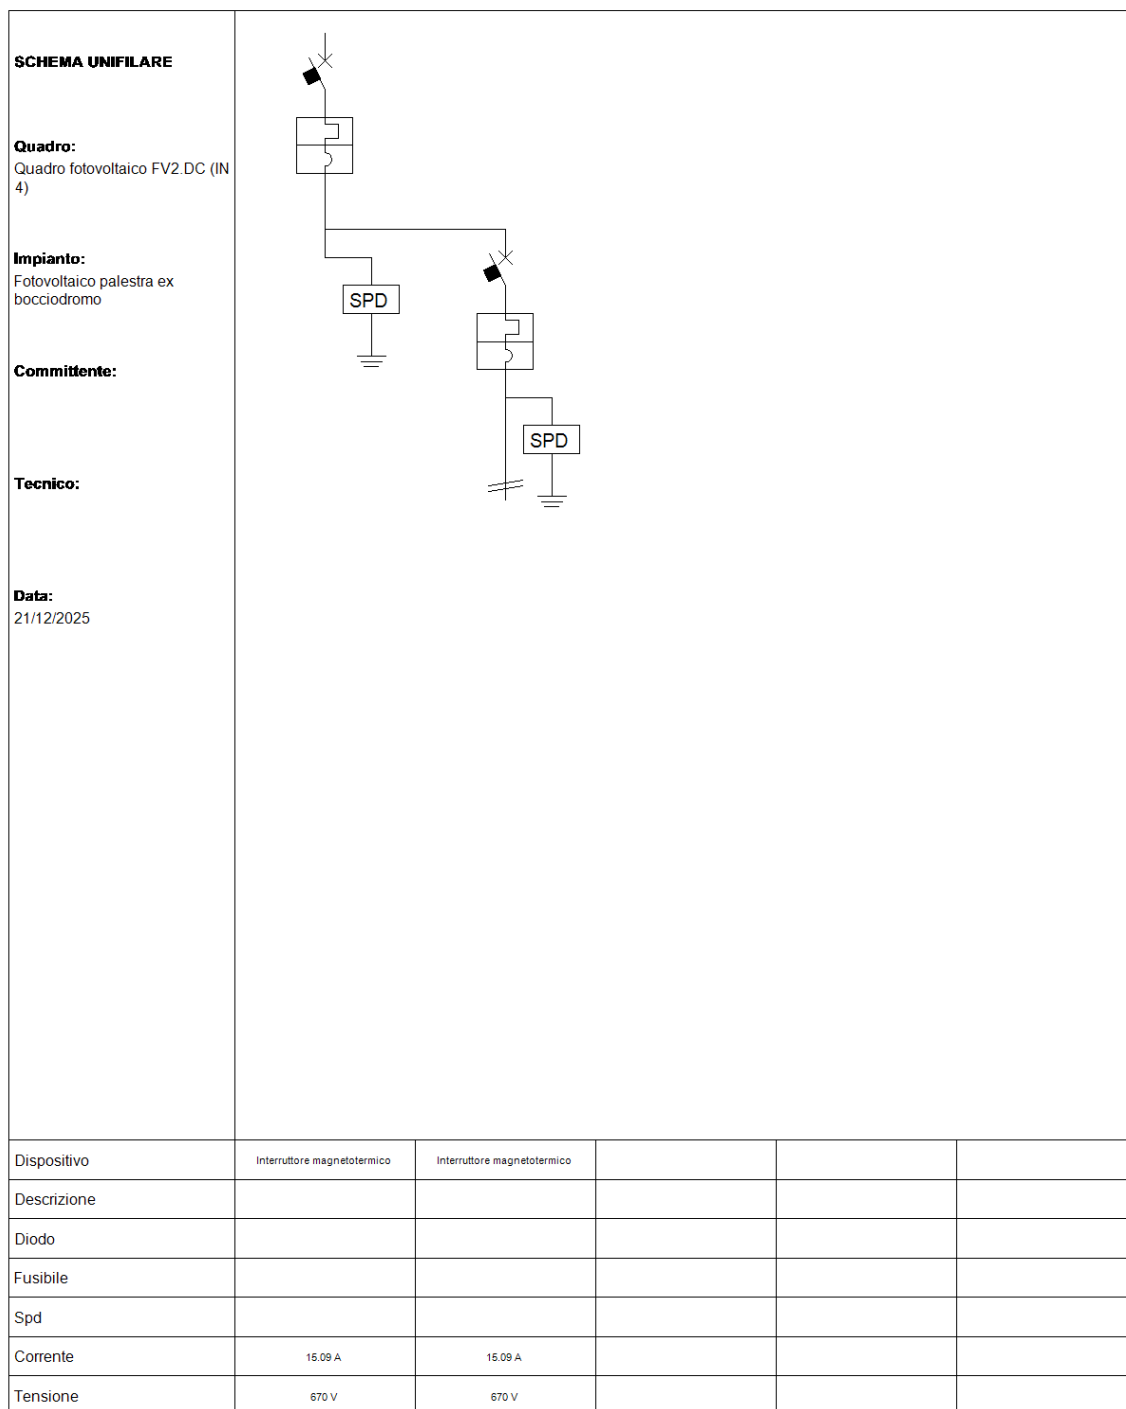 SCHEMA UNIFILARE
Quadro:
Quadro fotovoltaico FV2.DC (IN
4)
Impianto:
Fotovoltaico palestra ex
bocciodromo
Committente:
Tecnico:
Data:
21/12/2025
SPD
SPD
Dispositivo Interruttore magnetotermico Interruttore magnetotermico
Descrizione
Diodo
Fusibile
Spd
Corrente 15.09 A 15.09 A
Tensione 670 V 670 V